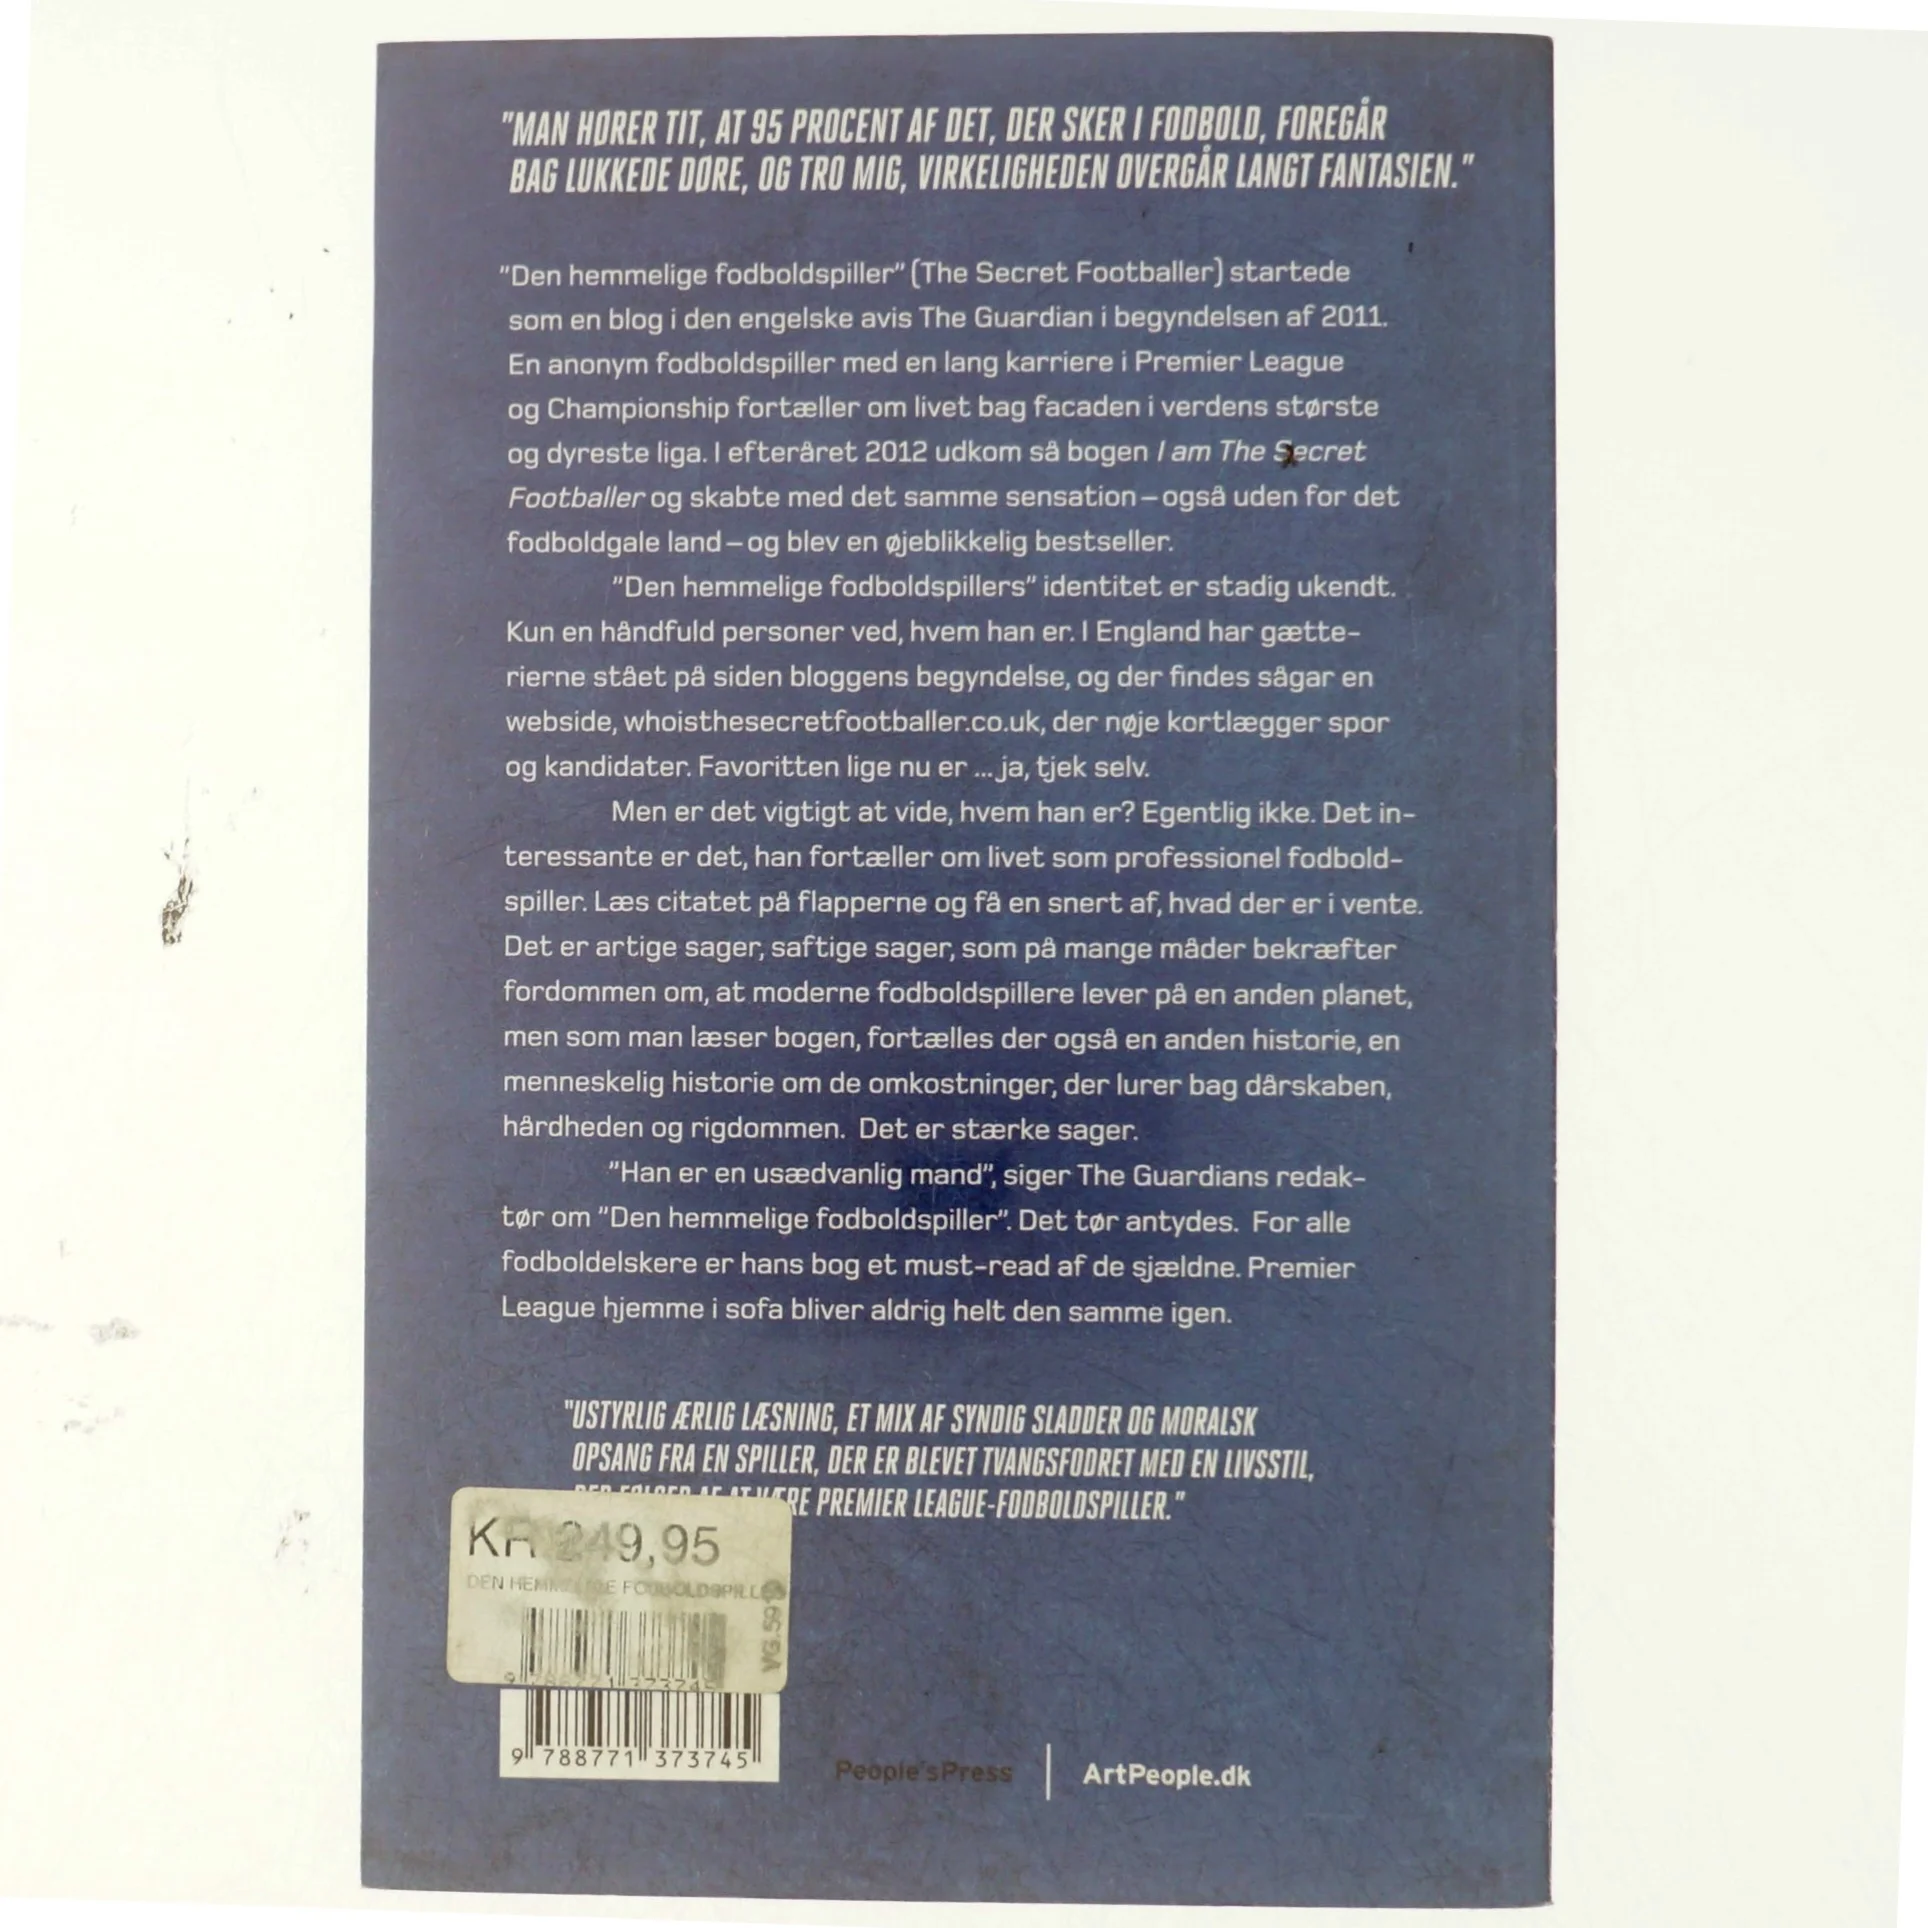 "MAN HØRER TIT, AT 95 PROCENT AF DET, DER SKER I FODBOLD, FOREGÅR
BAG LUKKEDE DØRE, OG TRO MIG, VIRKELIGHEDEN OVERGÅR LANGT FANTASIEN."
"Den hemmelige fodboldspiller" (The Secret Footballer) startede
som en blog i den engelske avis The Guardian i begyndelsen af 2011.
En anonym fodboldspiller med en lang karriere i Premier League
og Championship fortæller om livet bag facaden i verdens største
og dyreste liga. I efteråret 2012 udkom så bogen I am The Secret
Footballer og skabte med det samme sensation – også uden for det
fodboldgale land – og blev en øjeblikkelig bestseller.
"Den hemmelige fodboldspillers" identitet er stadig ukendt.
Kun en håndfuld personer ved, hvem han er. I England har gætte-
rierne stået på siden bloggens begyndelse, og der findes sågar en
webside, whoisthesecretfootballer.co.uk, der nøje kortlægger spor
og kandidater. Favoritten lige nu er ... ja, tjek selv.
Men er det vigtigt at vide, hvem han er? Egentlig ikke. Det in-
teressante er det, han fortæller om livet som professionel fodbold-
spiller. Læs citatet på flapperne og få en snert af, hvad der er i vente.
Det er artige sager, saftige sager, som på mange måder bekræfter
fordommen om, at moderne fodboldspillere lever på en anden planet,
men som man læser bogen, fortælles der også en anden historie, en
menneskelig historie om de omkostninger, der lurer bag dårskaben,
hårdheden og rigdommen. Det er stærke sager.
"Han er en usædvanlig mand", siger The Guardians redak-
tør om "Den hemmelige fodboldspiller". Det tør antydes. For alle
fodboldelskere er hans bog et must-read af de sjældne. Premier
League hjemme i sofa bliver aldrig helt den samme igen.
"USTYRLIG ÆRLIG LÆSNING, ET MIX AF SYNDIG SLADDER OG MORALSK
OPSANG FRA EN SPILLER, DER ER BLEVET TVANGSFODRET MED EN LIVSSTIL,
DER FØLGER AF AT VÆRE PREMIER LEAGUE-FODBOLDSPILLER."
KR 249,95
DEN HEMMELIGE FODBOLDSPILLE
9 788771 373745
People'sPress
ArtPeople.dk